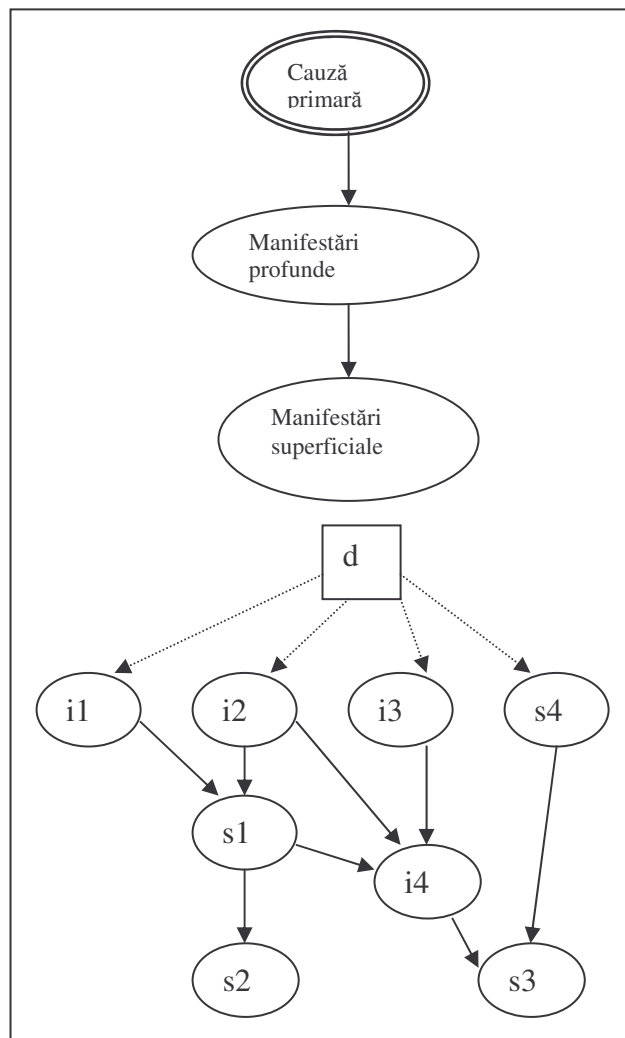 Cauză
primară
Manifestări
profunde
Manifestări
superficiale
d
i1
i2
i3
s4
s1
i4
s2
s3